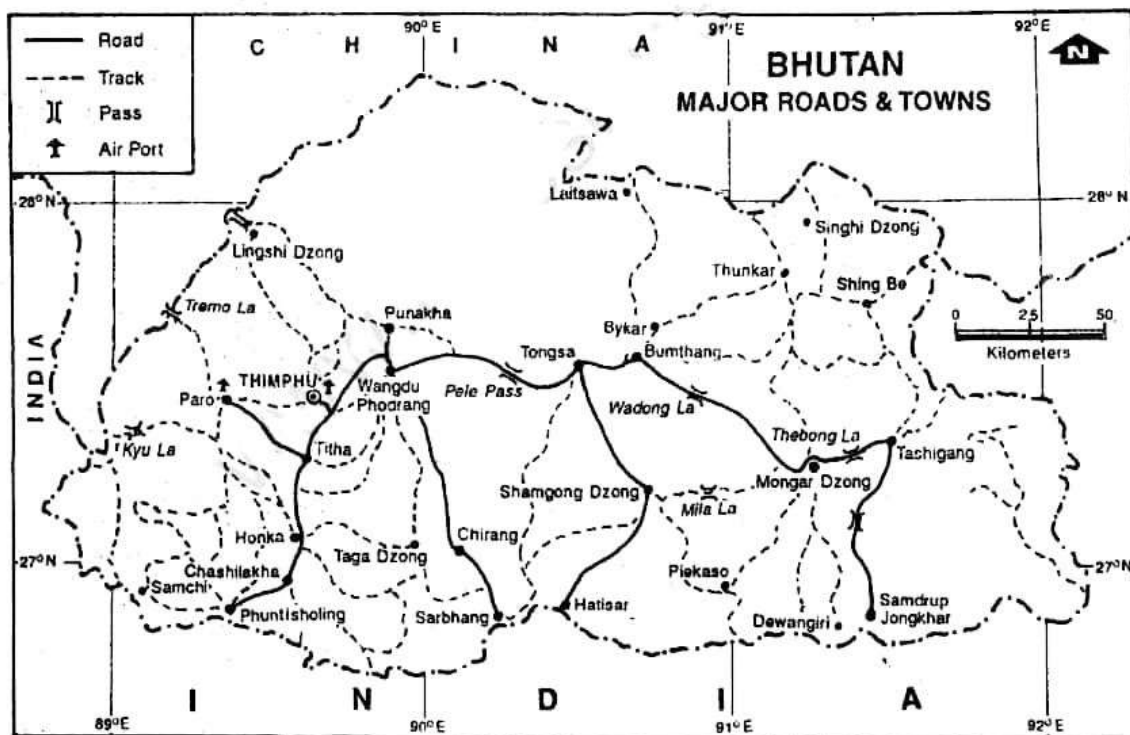 Road
Track
Pass
Air Port
90°E
91°E
92°E
C H I N A
BHUTAN
MAJOR ROADS & TOWNS
N
28°N
28°N
Laitsawa
Lingshi Dzong
Singhi Dzong
Thunkar
Shing Be
Tremo La
Punakha
Bykar
0 25 50
Kilometers
INDIA
Tongsa
Bumthang
THIMPHU
Paro
Wangdu
Phodrang
Pele Pass
Wadong La
Kyu La
Titha
Thebong La
Tashigang
Mongar Dzong
Shamgong Dzong
Mila La
Honka
Taga Dzong
Chirang
27°N
27°N
Chashilakha
Samchi
Piekaso
Phuntisholing
Sarbhang
Hatisar
Dewangiri
Samdrup
Jongkhar
I N D I A
89°E
90°E
91°E
92°E